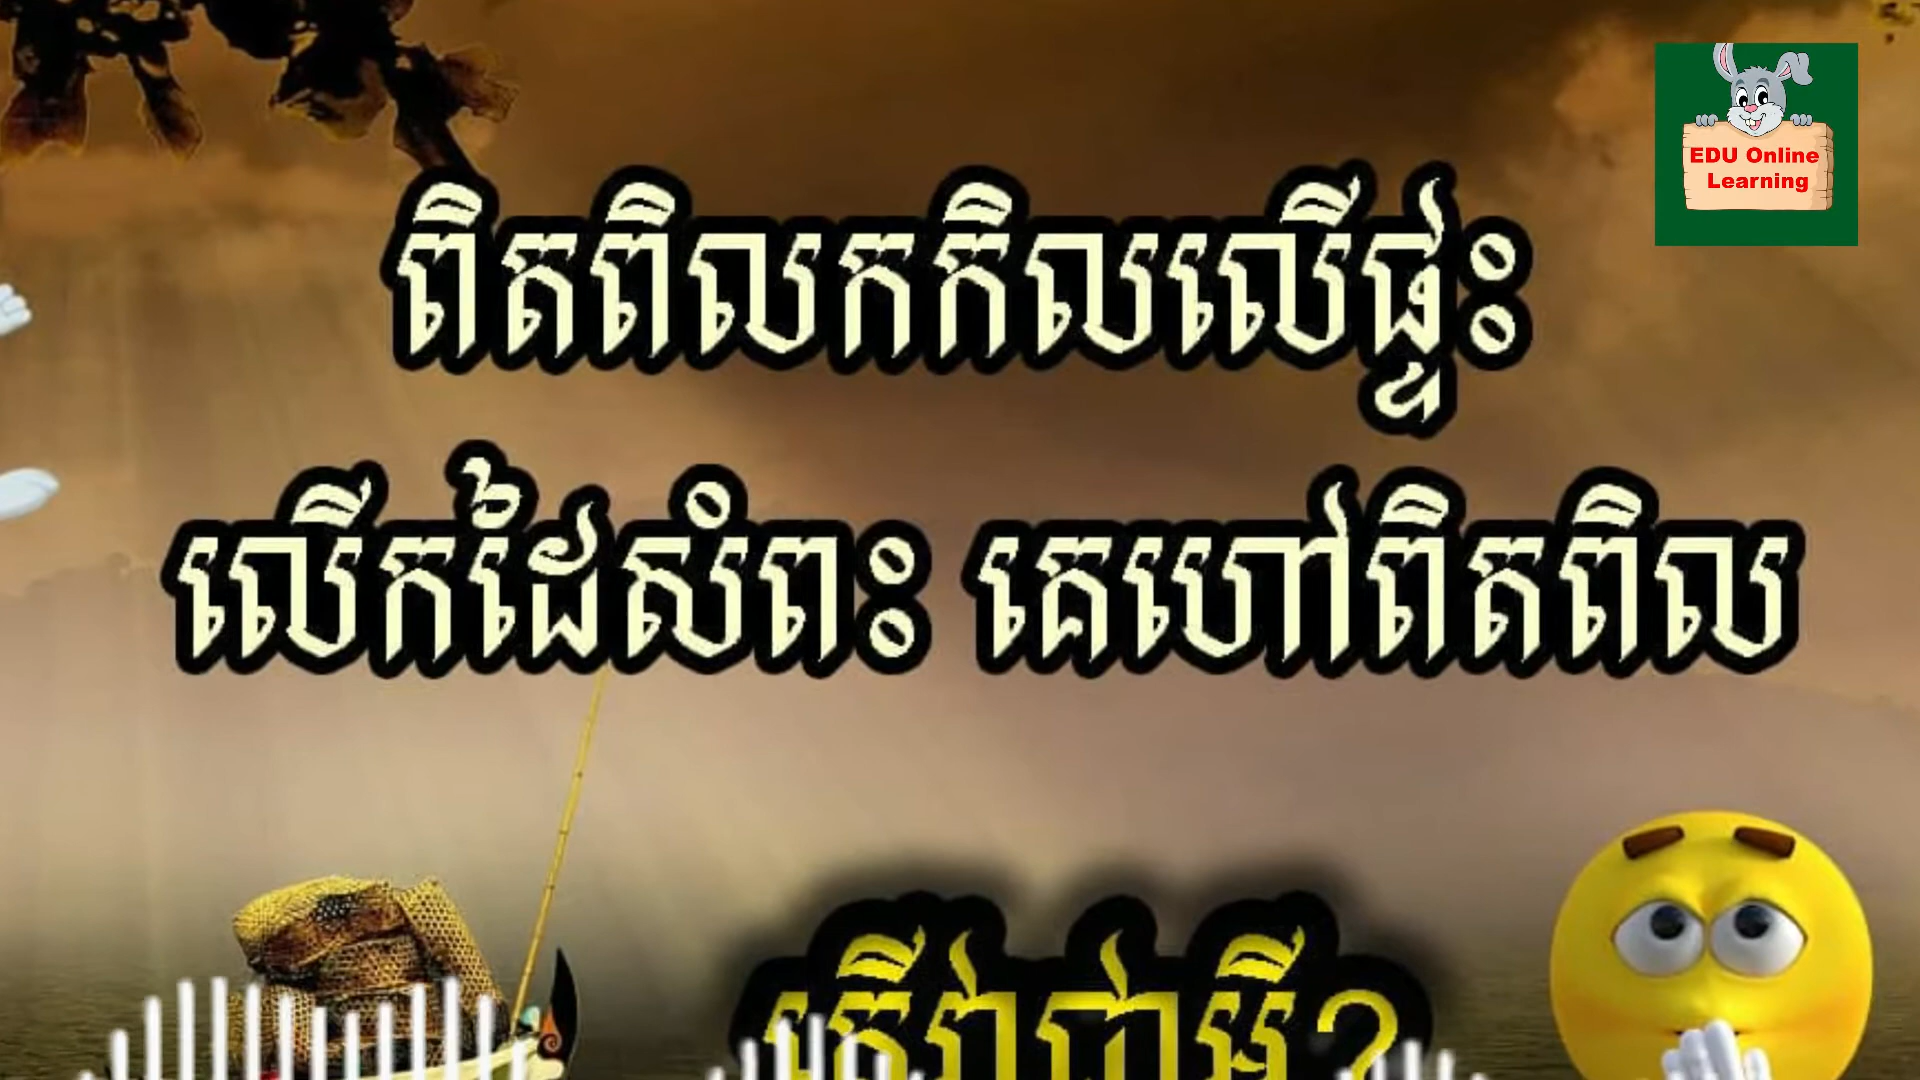 EDU Online
Learning
ពិតពិលកកិលលើផ្ទះ
លើកដៃសំពះ គេហៅពិតពិល
តើវាជាអ្វី?